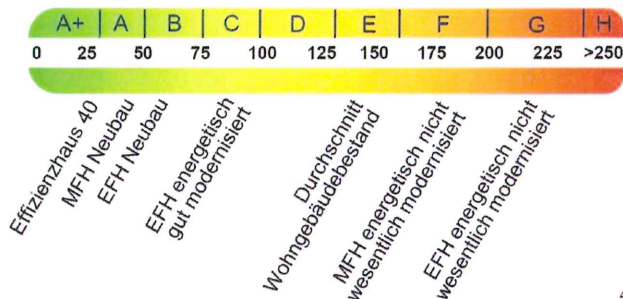 A+ A B C D E F G H
0 25 50 75 100 125 150 175 200 225 >250
Effizienzhaus 40
MFH Neubau
EFH Neubau
EFH energetisch
gut modernisiert
Durchschnitt
Wohngebäudebestand
MFH energetisch nicht
wesentlich modernisiert
EFH energetisch nicht
wesentlich modernisiert